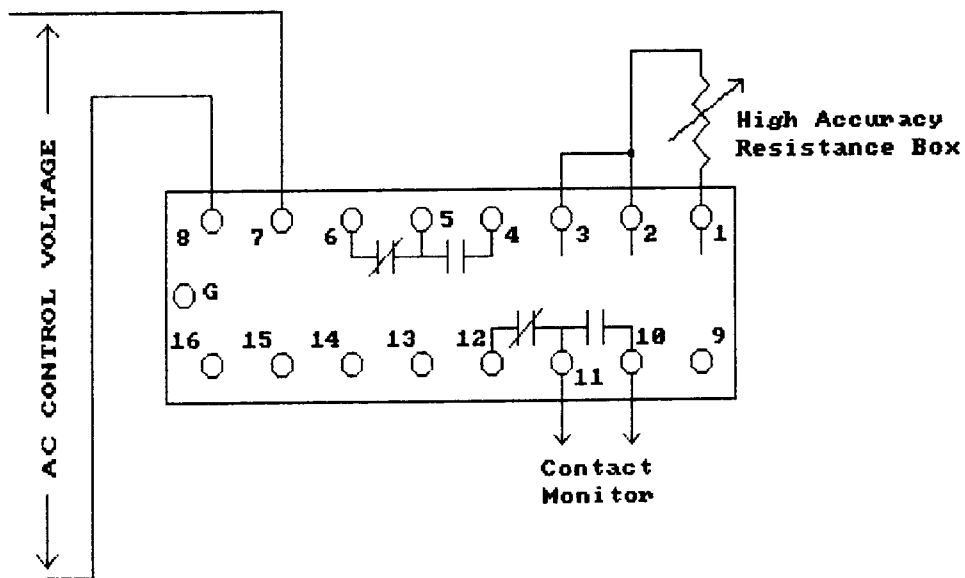 AC CONTROL VOLTAGE
High Accuracy
Resistance Box
8 7 6 5 4 3 2 1
G
16 15 14 13 12 11 10 9
Contact
Monitor